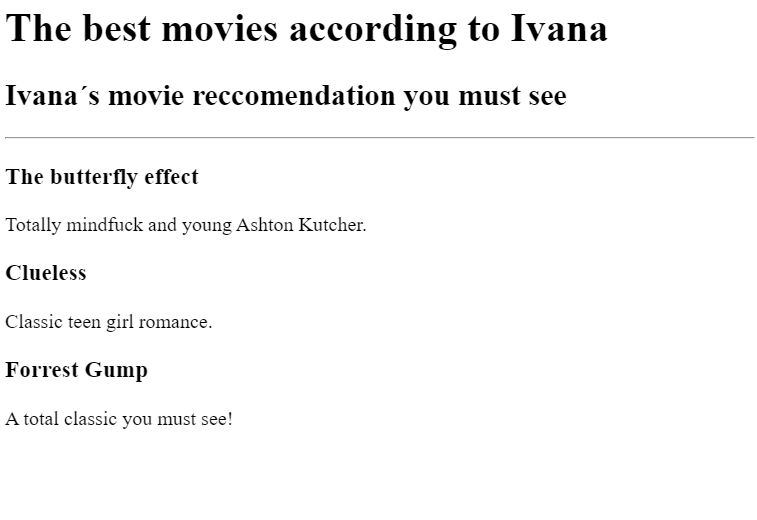 The best movies according to Ivana
Ivana´s movie reccomendation you must see
The butterfly effect
Totally mindfuck and young Ashton Kutcher.
Clueless
Classic teen girl romance.
Forrest Gump
A total classic you must see!